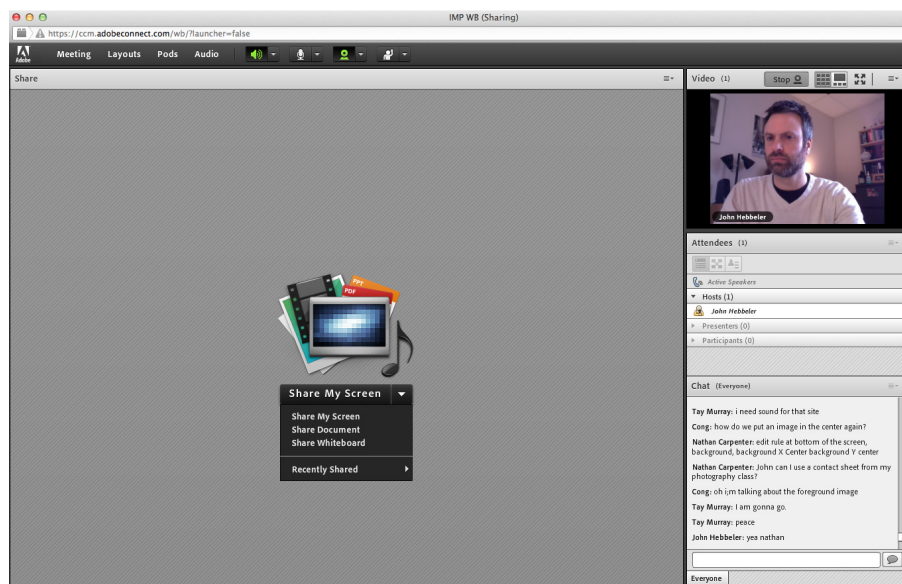 IMP WB (Sharing)
https://ccm.adobeconnect.com/wb/?launcher=false
Adobe
Meeting Layouts Pods Audio
Share
Video (1)
Stop
John Hebbeler
Attendees (1)
Active Speakers
Hosts (1)
John Hebbeler
Presenters (0)
Participants (0)
PPT
PDF
Share My Screen
Share My Screen
Share Document
Share Whiteboard
Recently Shared
Chat (Everyone)
Tay Murray: i need sound for that site
Cong: how do we put an image in the center again?
Nathan Carpenter: edit rule at bottom of the screen,
background, background X Center background Y center
Nathan Carpenter: John can I use a contact sheet from my
photography class?
Cong: oh i;m talking about the foreground image
Tay Murray: I am gonna go.
Tay Murray: peace
John Hebbeler: yea nathan
Everyone